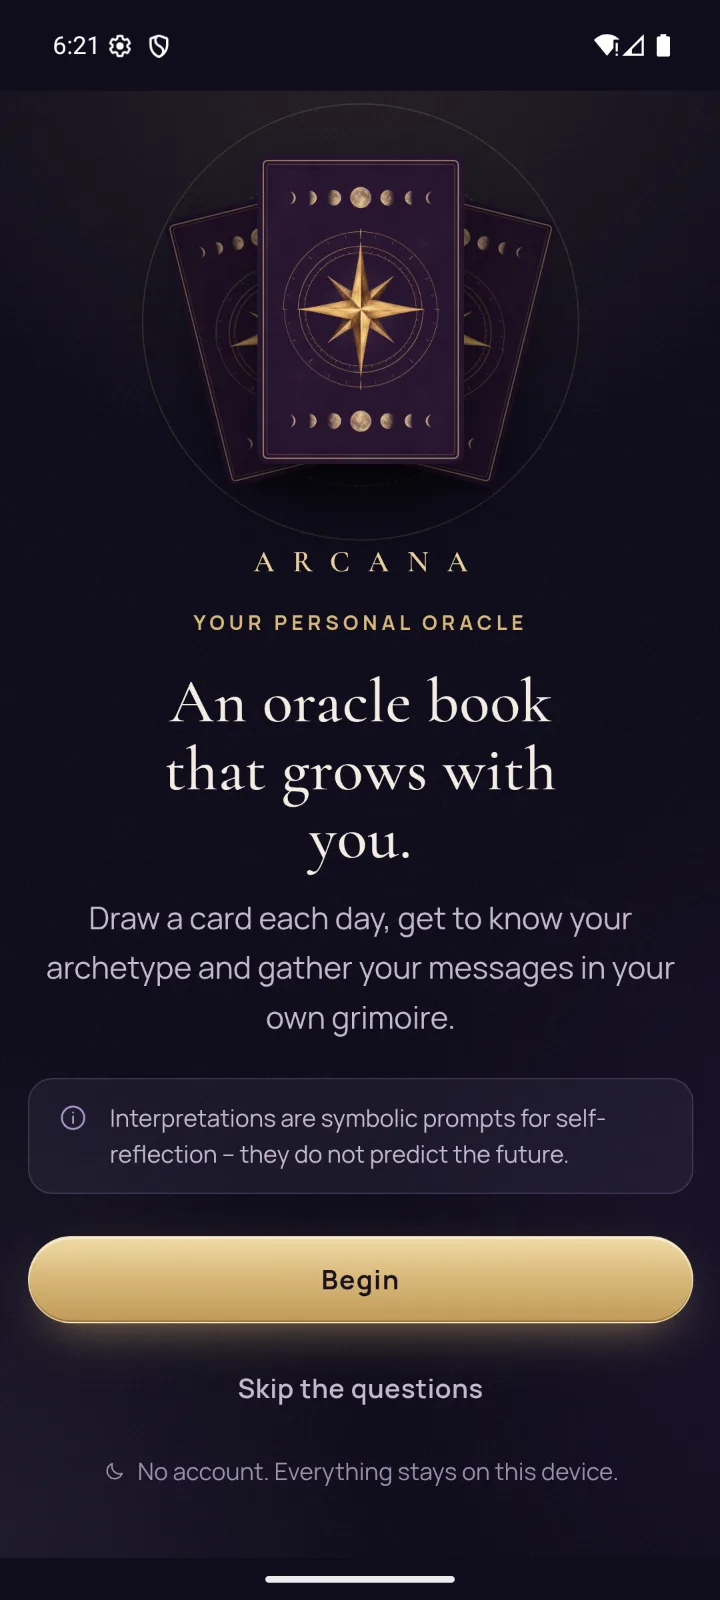 6:21
ARCANA
YOUR PERSONAL ORACLE
An oracle book
that grows with
you.
Draw a card each day, get to know your
archetype and gather your messages in your
own grimoire.
Interpretations are symbolic prompts for self-
reflection – they do not predict the future.
Begin
Skip the questions
No account. Everything stays on this device.